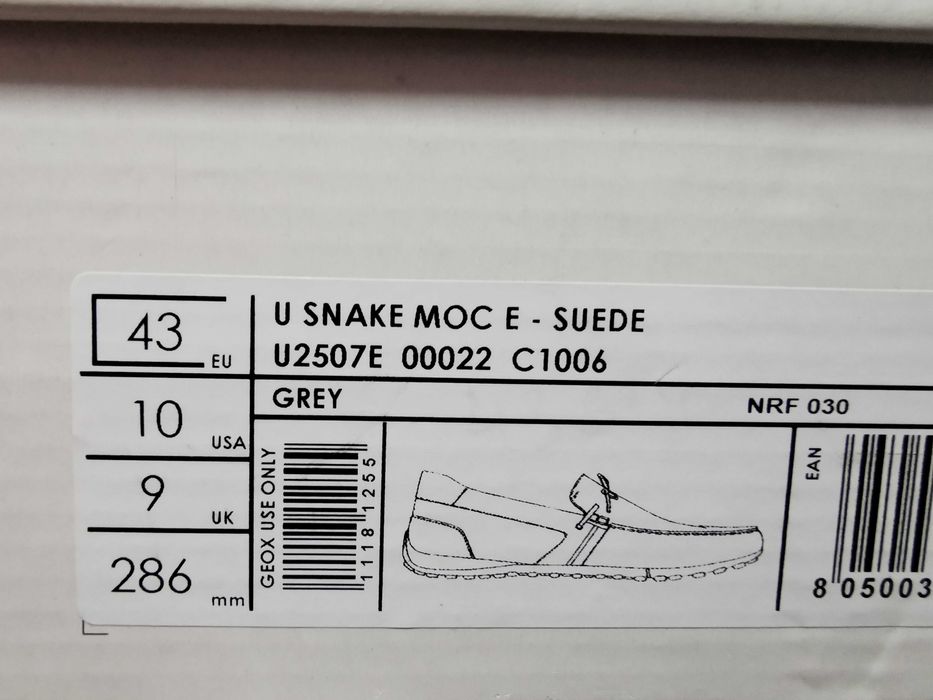 43 EU
10 USA
9 UK
286 mm
U SNAKE MOC E - SUEDE
U2507E 00022 C1006
GREY
NRF 030
GEOX USE ONLY
11181255
EAN
8 05003